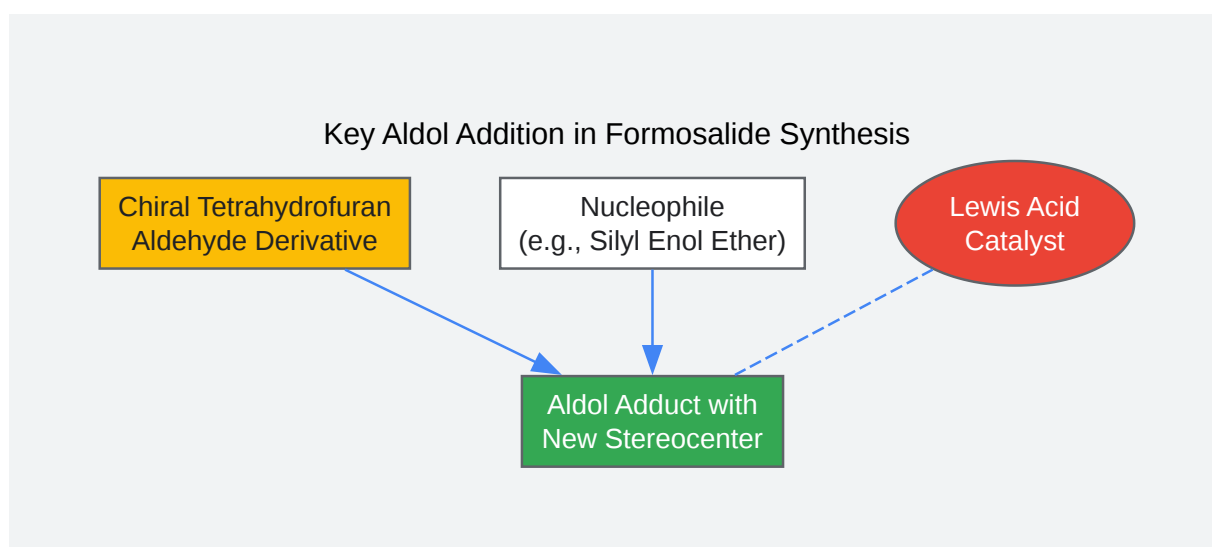 Key Aldol Addition in Formosalide Synthesis
Chiral Tetrahydrofuran
Aldehyde Derivative
Nucleophile
(e.g., Silyl Enol Ether)
Lewis Acid
Catalyst
Aldol Adduct with
New Stereocenter